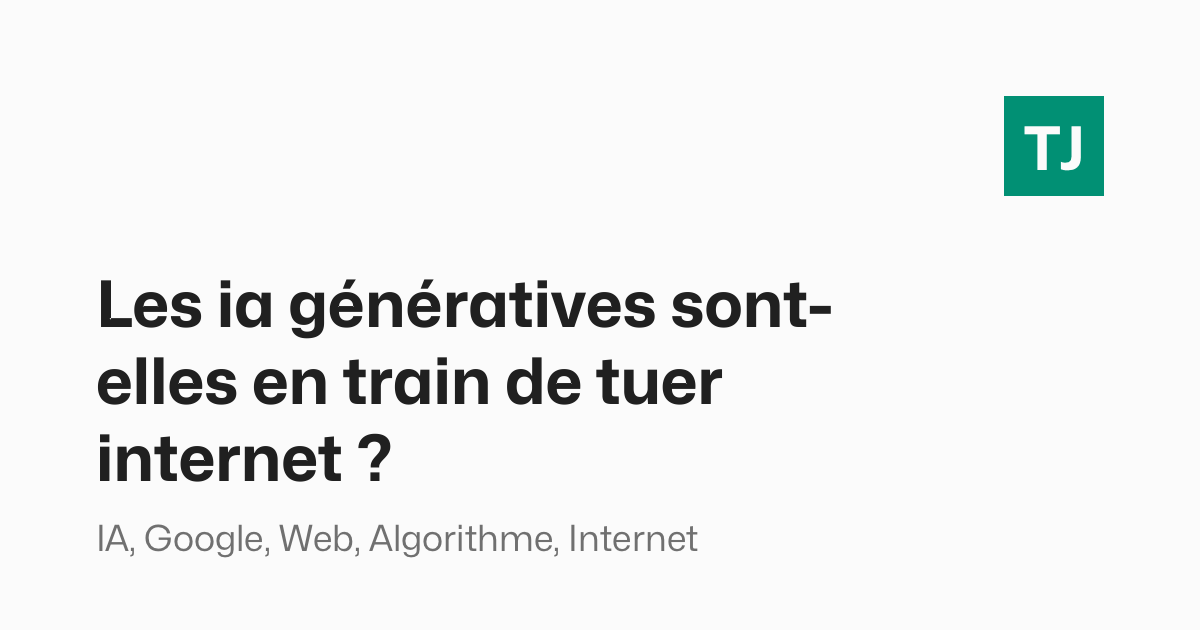 TJ
Les ia génératives sont-
elles en train de tuer
internet ?
IA, Google, Web, Algorithme, Internet